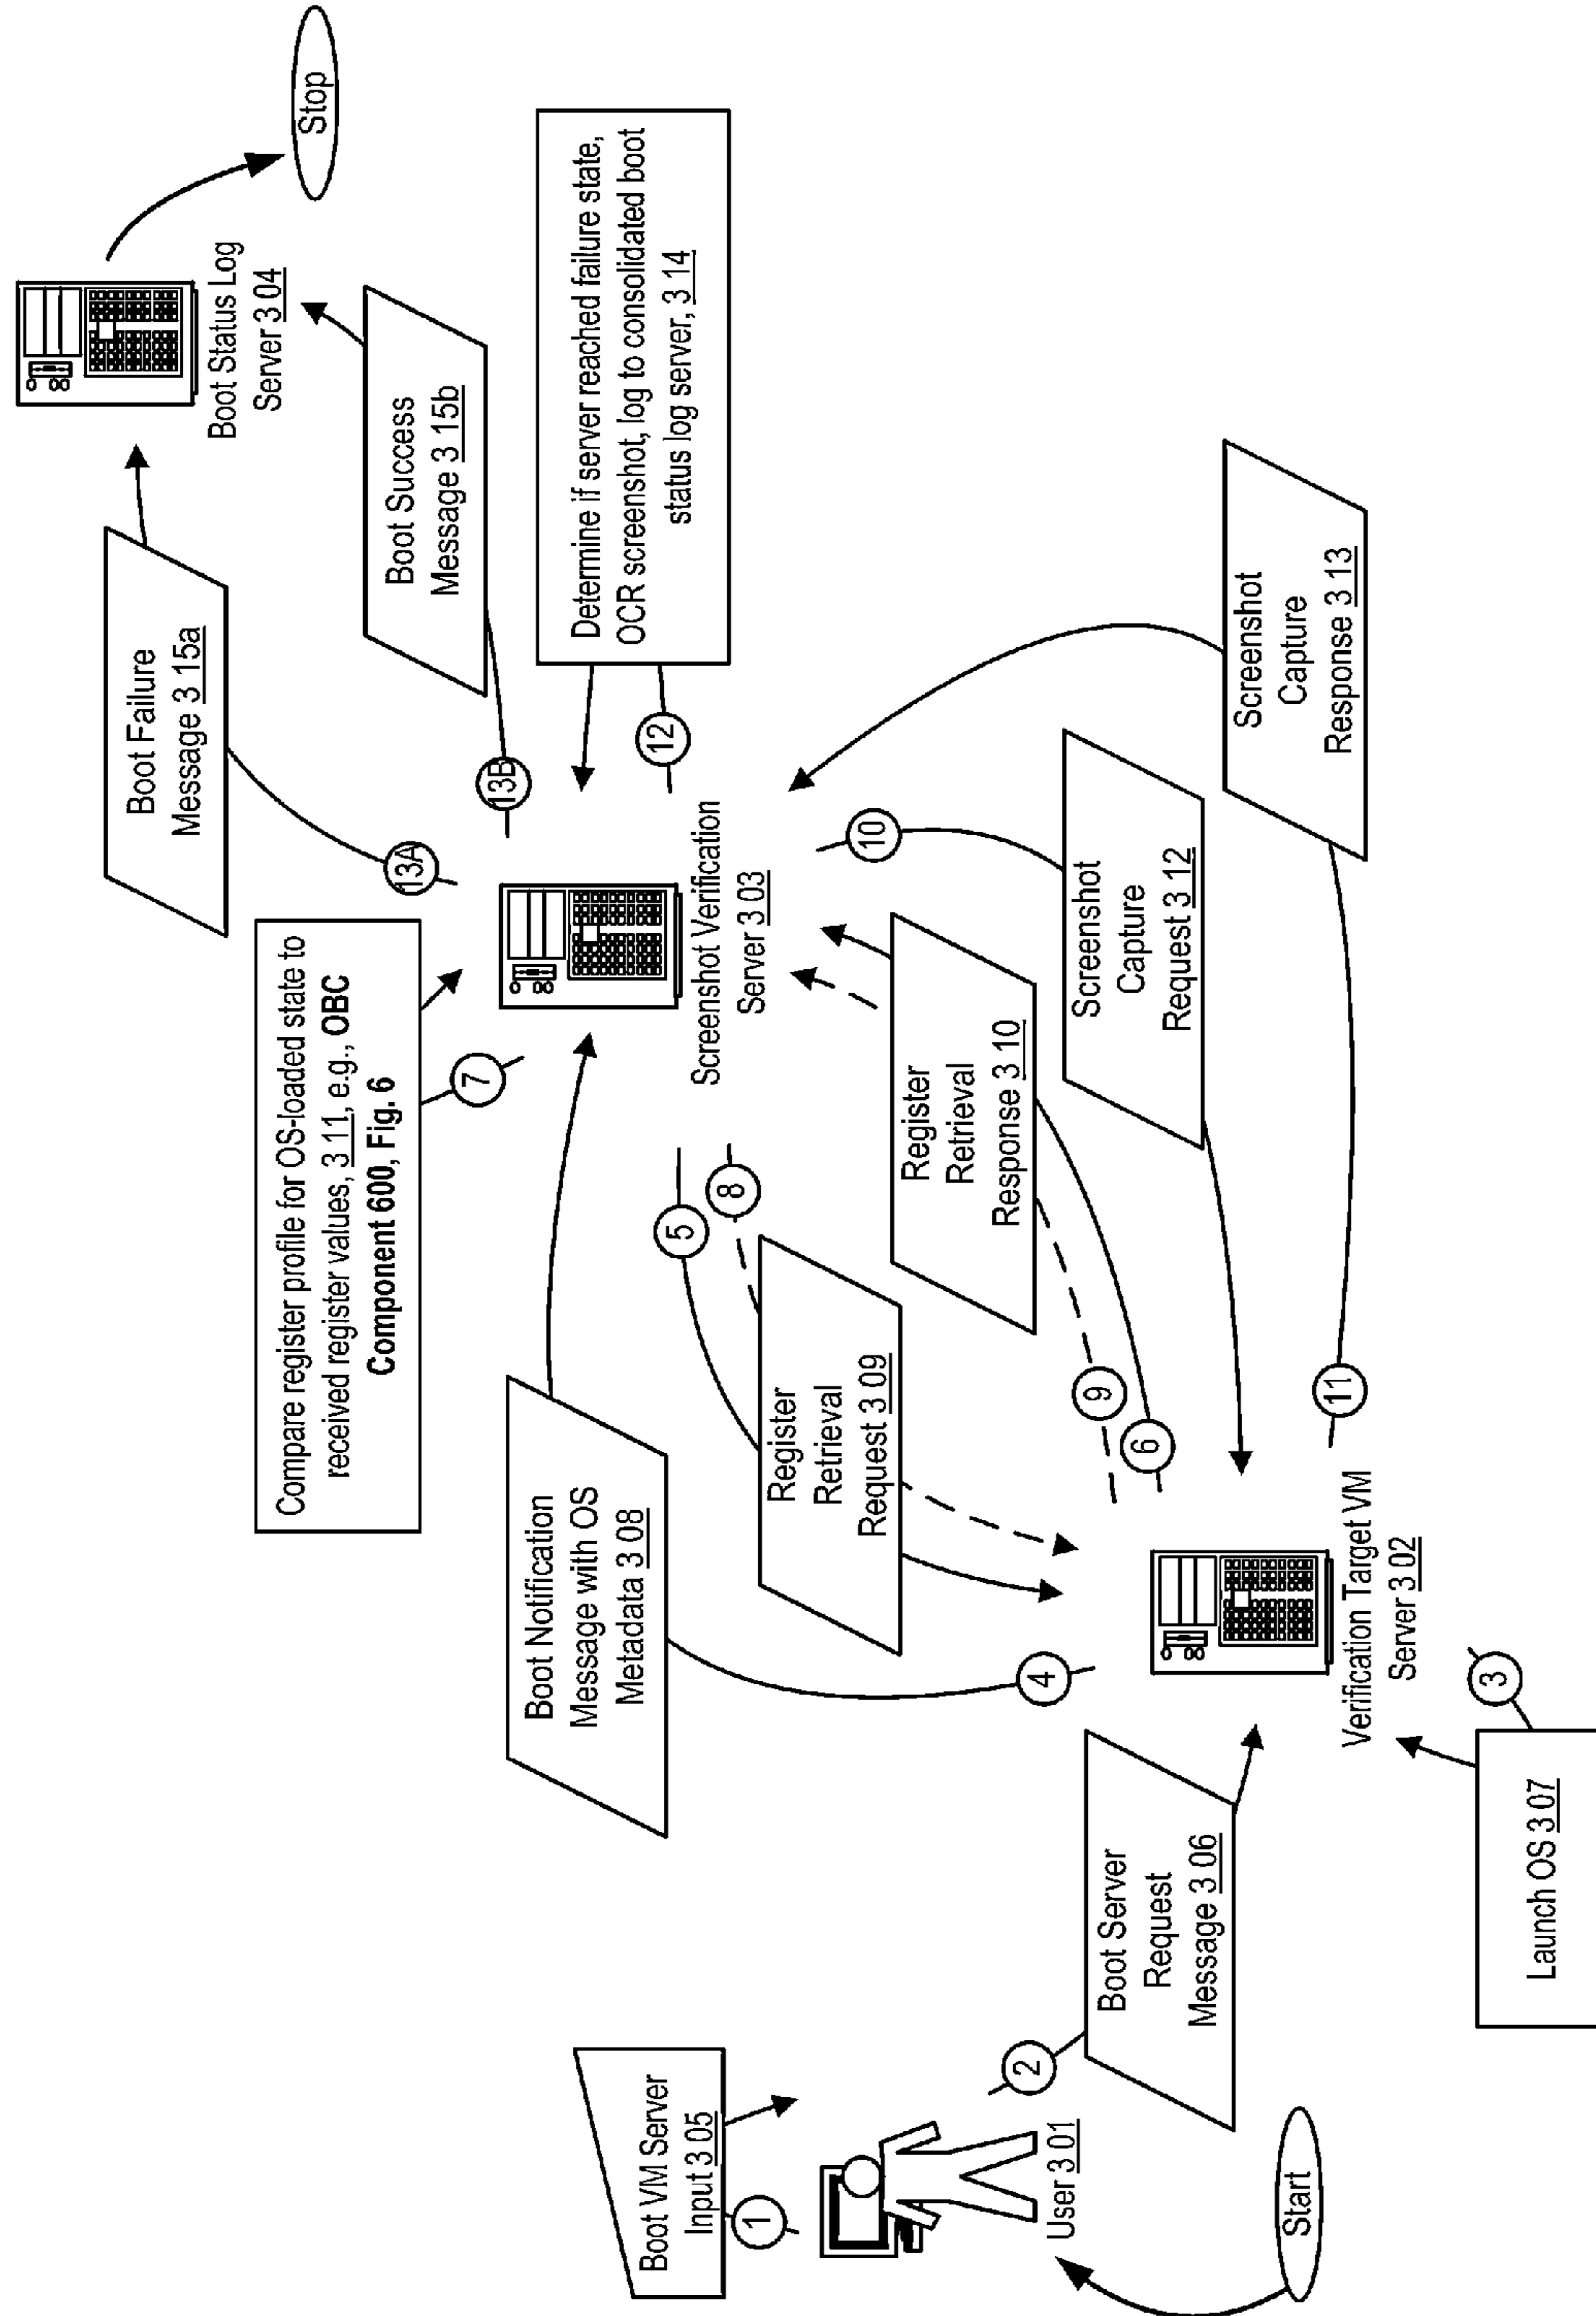 Start
User 3 01
Boot VM Server
Input 3 05
1
2
Boot Server
Request
Message 3 06
Launch OS 3 07
3
Verification Target VM
Server 3 02
4
Boot Notification
Message with OS
Metadata 3 08
5
8
Register
Retrieval
Request 3 09
9
6
Register
Retrieval
Response 3 10
Compare register profile for OS-loaded state to
received register values, 3 11, e.g., OBC
Component 600, Fig. 6
7
Screenshot Verification
Server 3 03
10
Screenshot
Capture
Request 3 12
11
Screenshot
Capture
Response 3 13
12
Determine if server reached failure state,
OCR screenshot, log to consolidated boot
status log server, 3 14
13A
Boot Failure
Message 3 15a
13B
Boot Success
Message 3 15b
Boot Status Log
Server 3 04
Stop